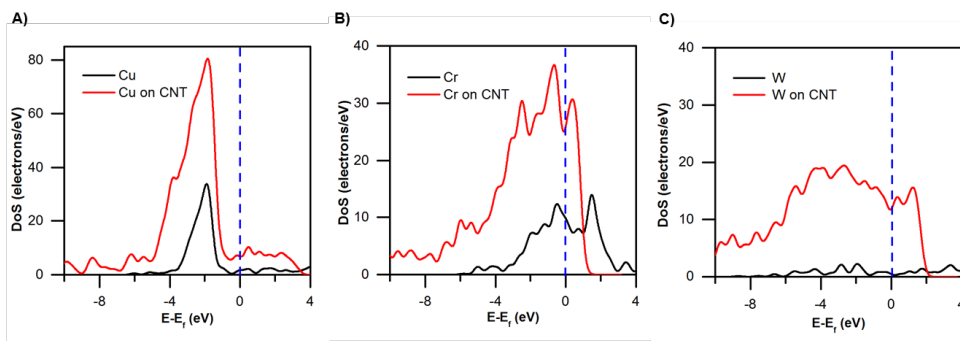 A)
DoS (electrons/eV)
80
60
40
20
0
Cu
Cu on CNT
-8
-4
0
4
E-Ef (eV)
B)
DoS (electrons/eV)
40
30
20
10
0
Cr
Cr on CNT
-8
-4
0
4
E-Ef (eV)
C)
DoS (electrons/eV)
40
20
0
W
W on CNT
-8
-4
0
4
E-Ef (eV)